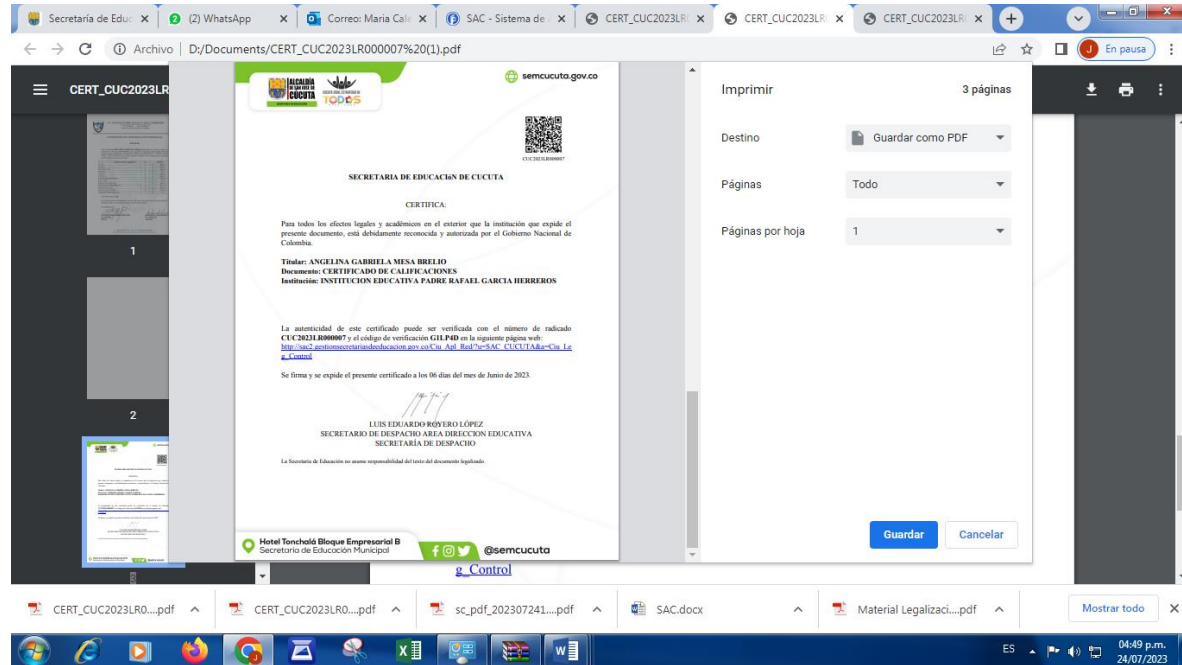 Secretaría de Educ
(2) WhatsApp
Correo: Maria Cale
SAC - Sistema de
CERT_CUC2023LR
CERT_CUC2023LR
CERT_CUC2023LR
Archivo
D:/Documents/CERT_CUC2023LR000007%20(1).pdf
J
En pausa
CERT_CUC2023LR
1
2
ALCALDÍA
DE SAN JOSÉ DE
CÚCUTA
TODOS
semcucuta.gov.co
CUC2023LR000007
SECRETARIA DE EDUCACIóN DE CUCUTA
CERTIFICA:
Para todos los efectos legales y académicos en el exterior que la institución que expide el
presente documento, está debidamente reconocida y autorizada por el Gobierno Nacional de
Colombia.
Titular: ANGELINA GABRIELA MESA BRELIO
Documento: CERTIFICADO DE CALIFICACIONES
Institución: INSTITUCION EDUCATIVA PADRE RAFAEL GARCIA HERREROS
La autenticidad de este certificado puede ser verificada con el número de radicado
CUC2023LR000007 y el código de verificación G1LP4D en la siguiente página web:
http://sac2.gestionsecretariasdeeducacion.gov.co/Ciu_Apl_Red/?u=SAC_CUCUTA&a=Ciu_Le
g_Control
Se firma y se expide el presente certificado a los 06 días del mes de Junio de 2023.
LUIS EDUARDO ROYERO LÓPEZ
SECRETARIO DE DESPACHO AREA DIRECCION EDUCATIVA
SECRETARÍA DE DESPACHO
La Secretaria de Educación no asume responsabilidad del texto del documento legalizado.
Hotel Tonchalá Bloque Empresarial B
Secretaría de Educación Municipal
@semcucuta
g_Control
Imprimir
3 páginas
Destino
Guardar como PDF
Páginas
Todo
Páginas por hoja
1
Guardar
Cancelar
CERT_CUC2023LR0....pdf
CERT_CUC2023LR0....pdf
sc_pdf_202307241....pdf
SAC.docx
Material Legalizaci....pdf
Mostrar todo
ES
04:49 p.m.
24/07/2023